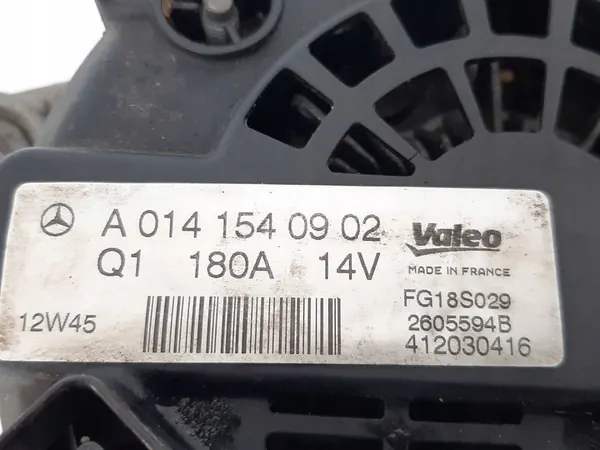 A 014 154 09 02
Valeo
Q1 180A 14V
MADE IN FRANCE
12W45
FG18S029
2605594B
412030416